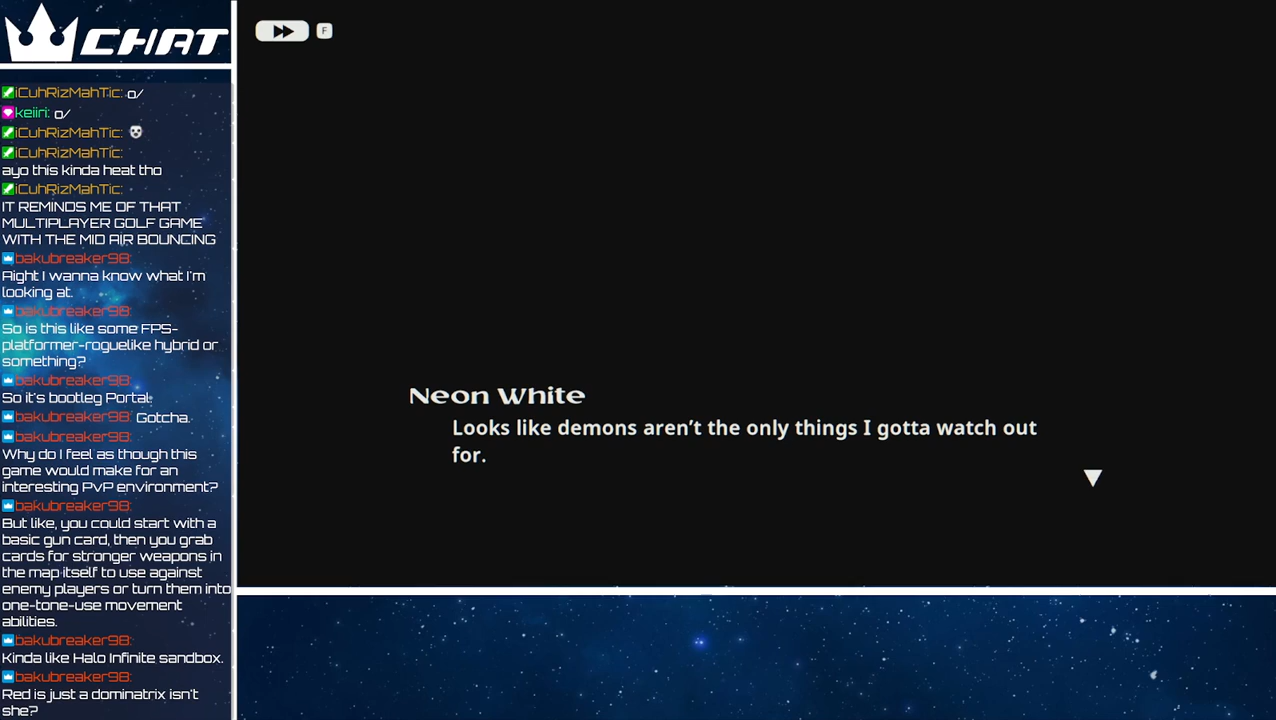 CHAT
iCuhRizMahTic: o/
keiiri: o/
iCuhRizMahTic:
iCuhRizMahTic:
ayo this kinda heat tho
iCuhRizMahTic:
IT REMINDS ME OF THAT
MULTIPLAYER GOLF GAME
WITH THE MID AIR BOUNCING
bakubreaker98:
Aight I wanna know what I'm
looking at.
bakubreaker98:
So is this like some FPS-
platformer-roguelike hybrid or
something?
bakubreaker98:
So it's bootleg Portal.
bakubreaker98: Gotcha.
bakubreaker98:
Why do I feel as though this
game would make for an
interesting PvP environment?
bakubreaker98:
But like, you could start with a
basic gun card, then you grab
cards for stronger weapons in
the map itself to use against
enemy players or turn them into
one-tone-use movement
abilities.
bakubreaker98:
Kinda like Halo Infinite sandbox.
bakubreaker98:
Red is just a dominatrix isn't
she?
F
Neon White
Looks like demons aren't the only things I gotta watch out
for.